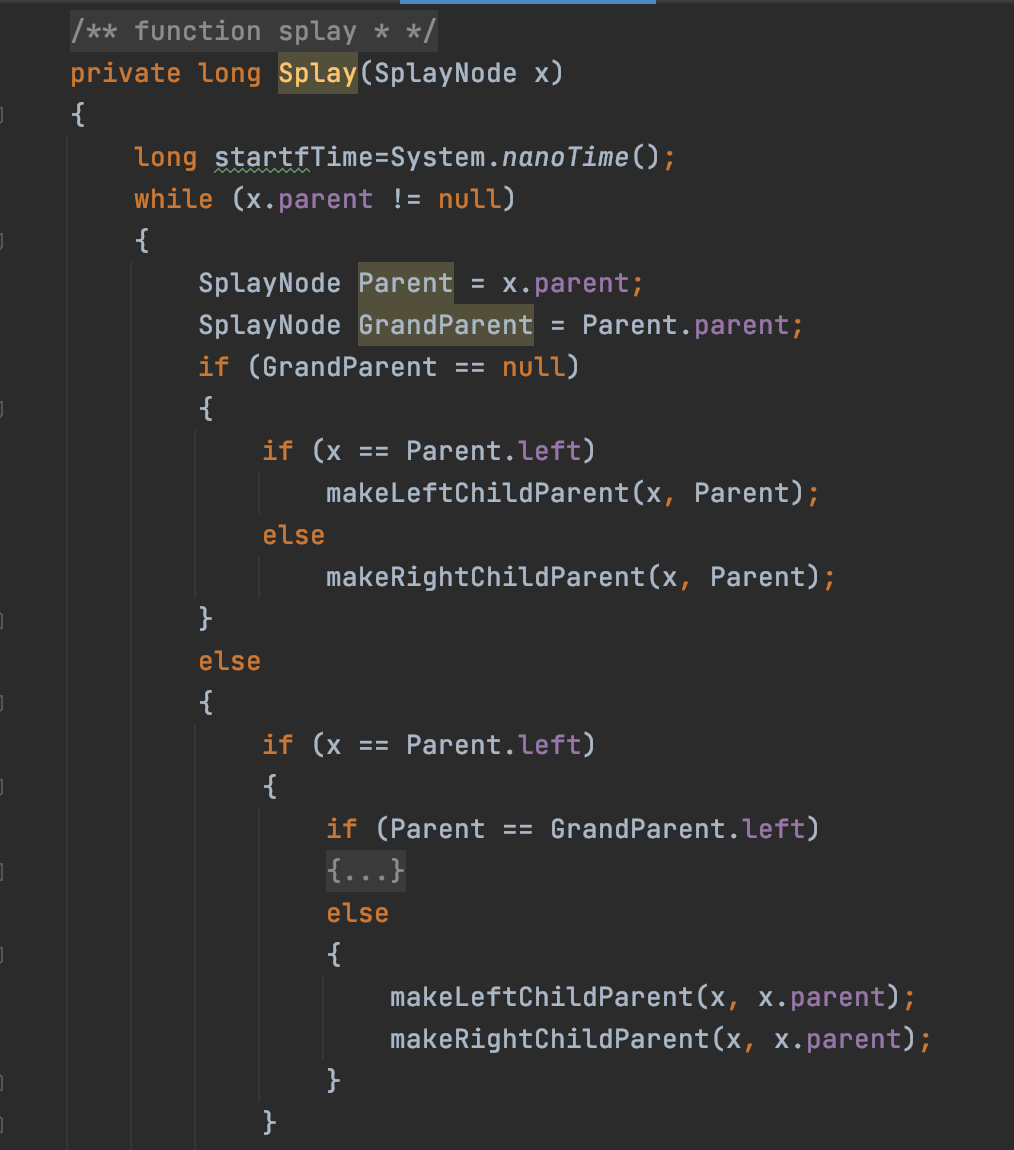 /** function splay * */
private long Splay(SplayNode x)
{
long startfTime=System.nanoTime();
while (x.parent != null)
{
SplayNode Parent = x.parent;
SplayNode GrandParent = Parent.parent;
if (GrandParent == null)
{
if (x == Parent.left)
makeLeftChildParent(x, Parent);
else
makeRightChildParent(x, Parent);
}
else
{
if (x == Parent.left)
{
if (Parent == GrandParent.left)
{...}
else
{
makeLeftChildParent(x, x.parent);
makeRightChildParent(x, x.parent);
}
}